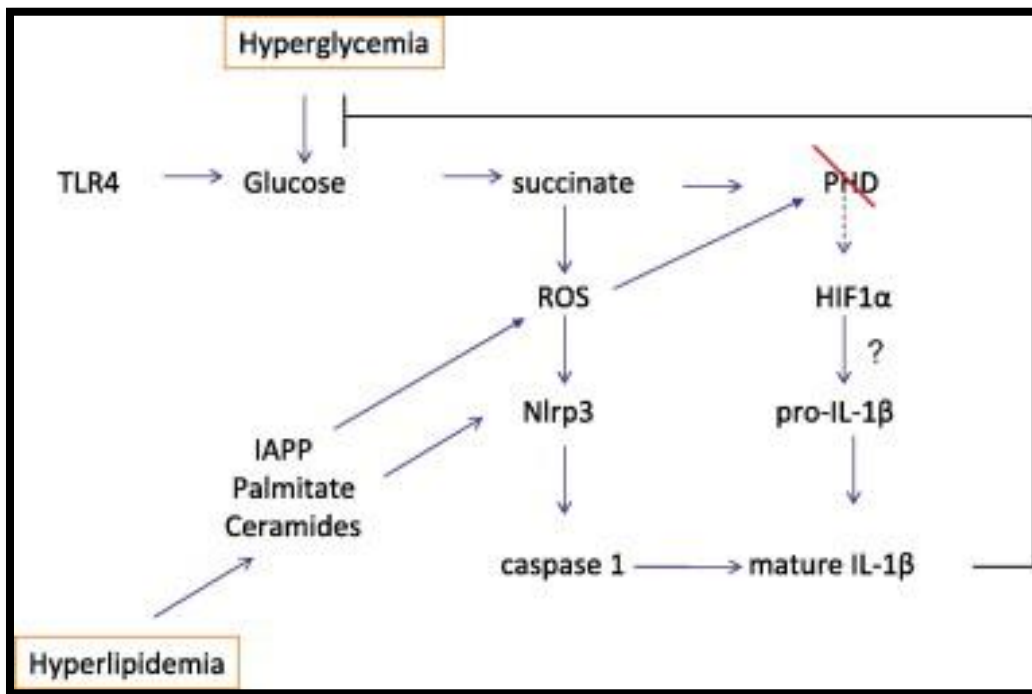 Hyperglycemia
TLR4
Glucose
succinate
PHD
ROS
HIF1α
?
Nlrp3
pro-IL-1β
IAPP
Palmitate
Ceramides
caspase 1
mature IL-1β
Hyperlipidemia